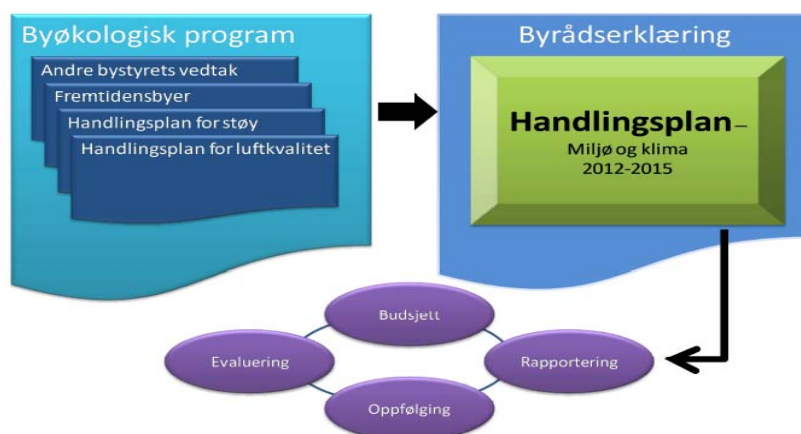 Byøkologisk program
Andre bystyrets vedtak
Fremtidensbyer
Handlingsplan for støy
Handlingsplan for luftkvalitet
Byrådserklæring
Handlingsplan–
Miljø og klima
2012-2015
Budsjett
Evaluering
Rapportering
Oppfølging